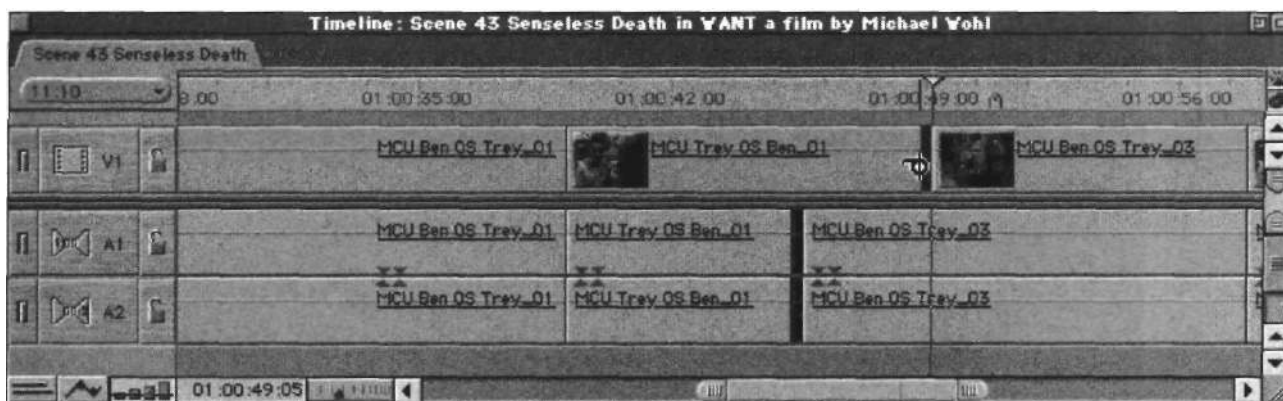 Timeline: Scene 43 Senseless Death in WANT a film by Michael Wohl
Scene 43 Senseless Death
11:10
8:00 01:00:35:00 01:00:42:00 01:00:49:00 01:00:56:00
V1 MCU Ben OS Trey_01 MCU Trey OS Ben_01 MCU Ben OS Trey_03
A1 MCU Ben OS Trey_01 MCU Trey OS Ben_01 MCU Ben OS Trey_03
A2 MCU Ben OS Trey_01 MCU Trey OS Ben_01 MCU Ben OS Trey_03
01:00:49:05